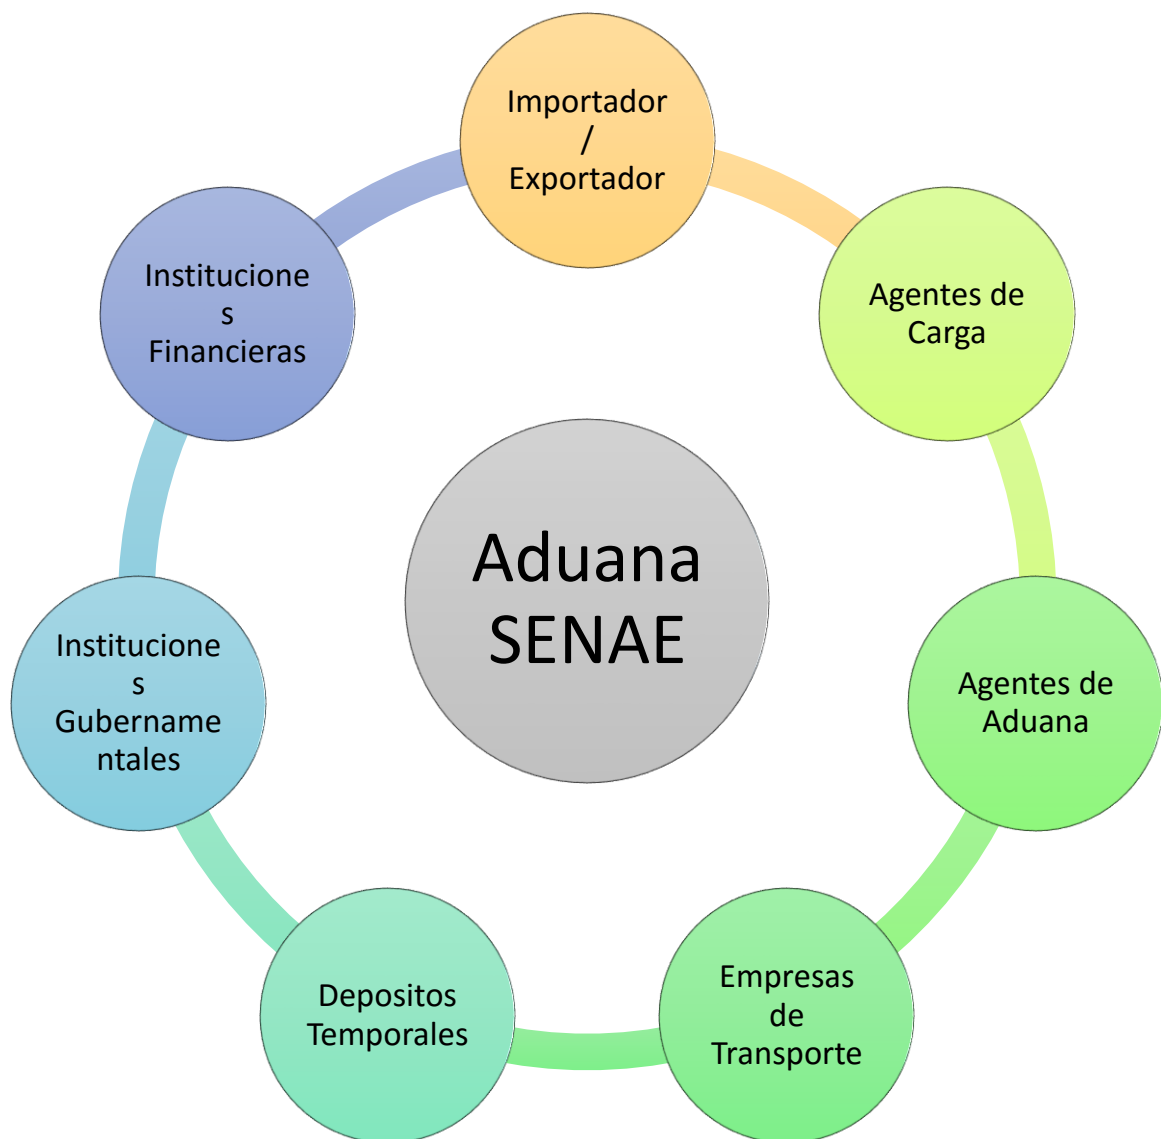 Importador
/
Exportador
Agentes de
Carga
Agentes de
Aduana
Empresas
de
Transporte
Depositos
Temporales
Institucione
s
Gubername
ntales
Institucione
s
Financieras
Aduana
SENAE